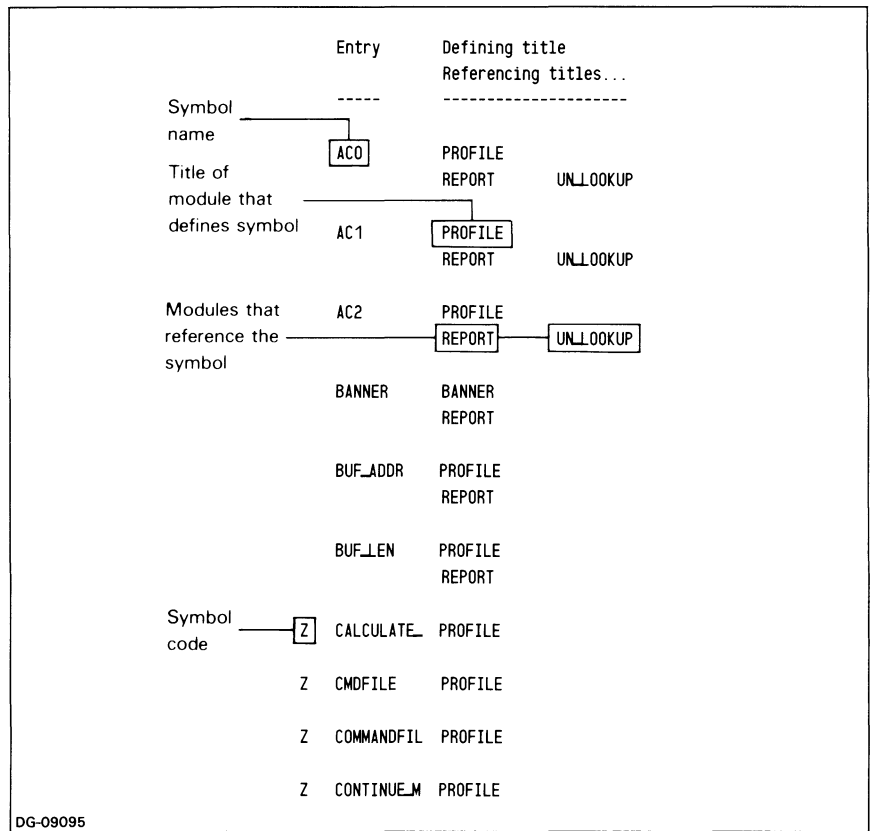 Entry Defining title
Referencing titles...
----- -------------------
Symbol
name
AC0 PROFILE
REPORT UN_LOOKUP
Title of
module that
defines symbol
AC1 PROFILE
REPORT UN_LOOKUP
Modules that
reference the
symbol
AC2 PROFILE
REPORT UN_LOOKUP
BANNER BANNER
REPORT
BUF_ADDR PROFILE
REPORT
BUF_LEN PROFILE
REPORT
Symbol
code
Z CALCULATE_ PROFILE
Z CMDFILE PROFILE
Z COMMANDFIL PROFILE
Z CONTINUE_M PROFILE
DG-09095